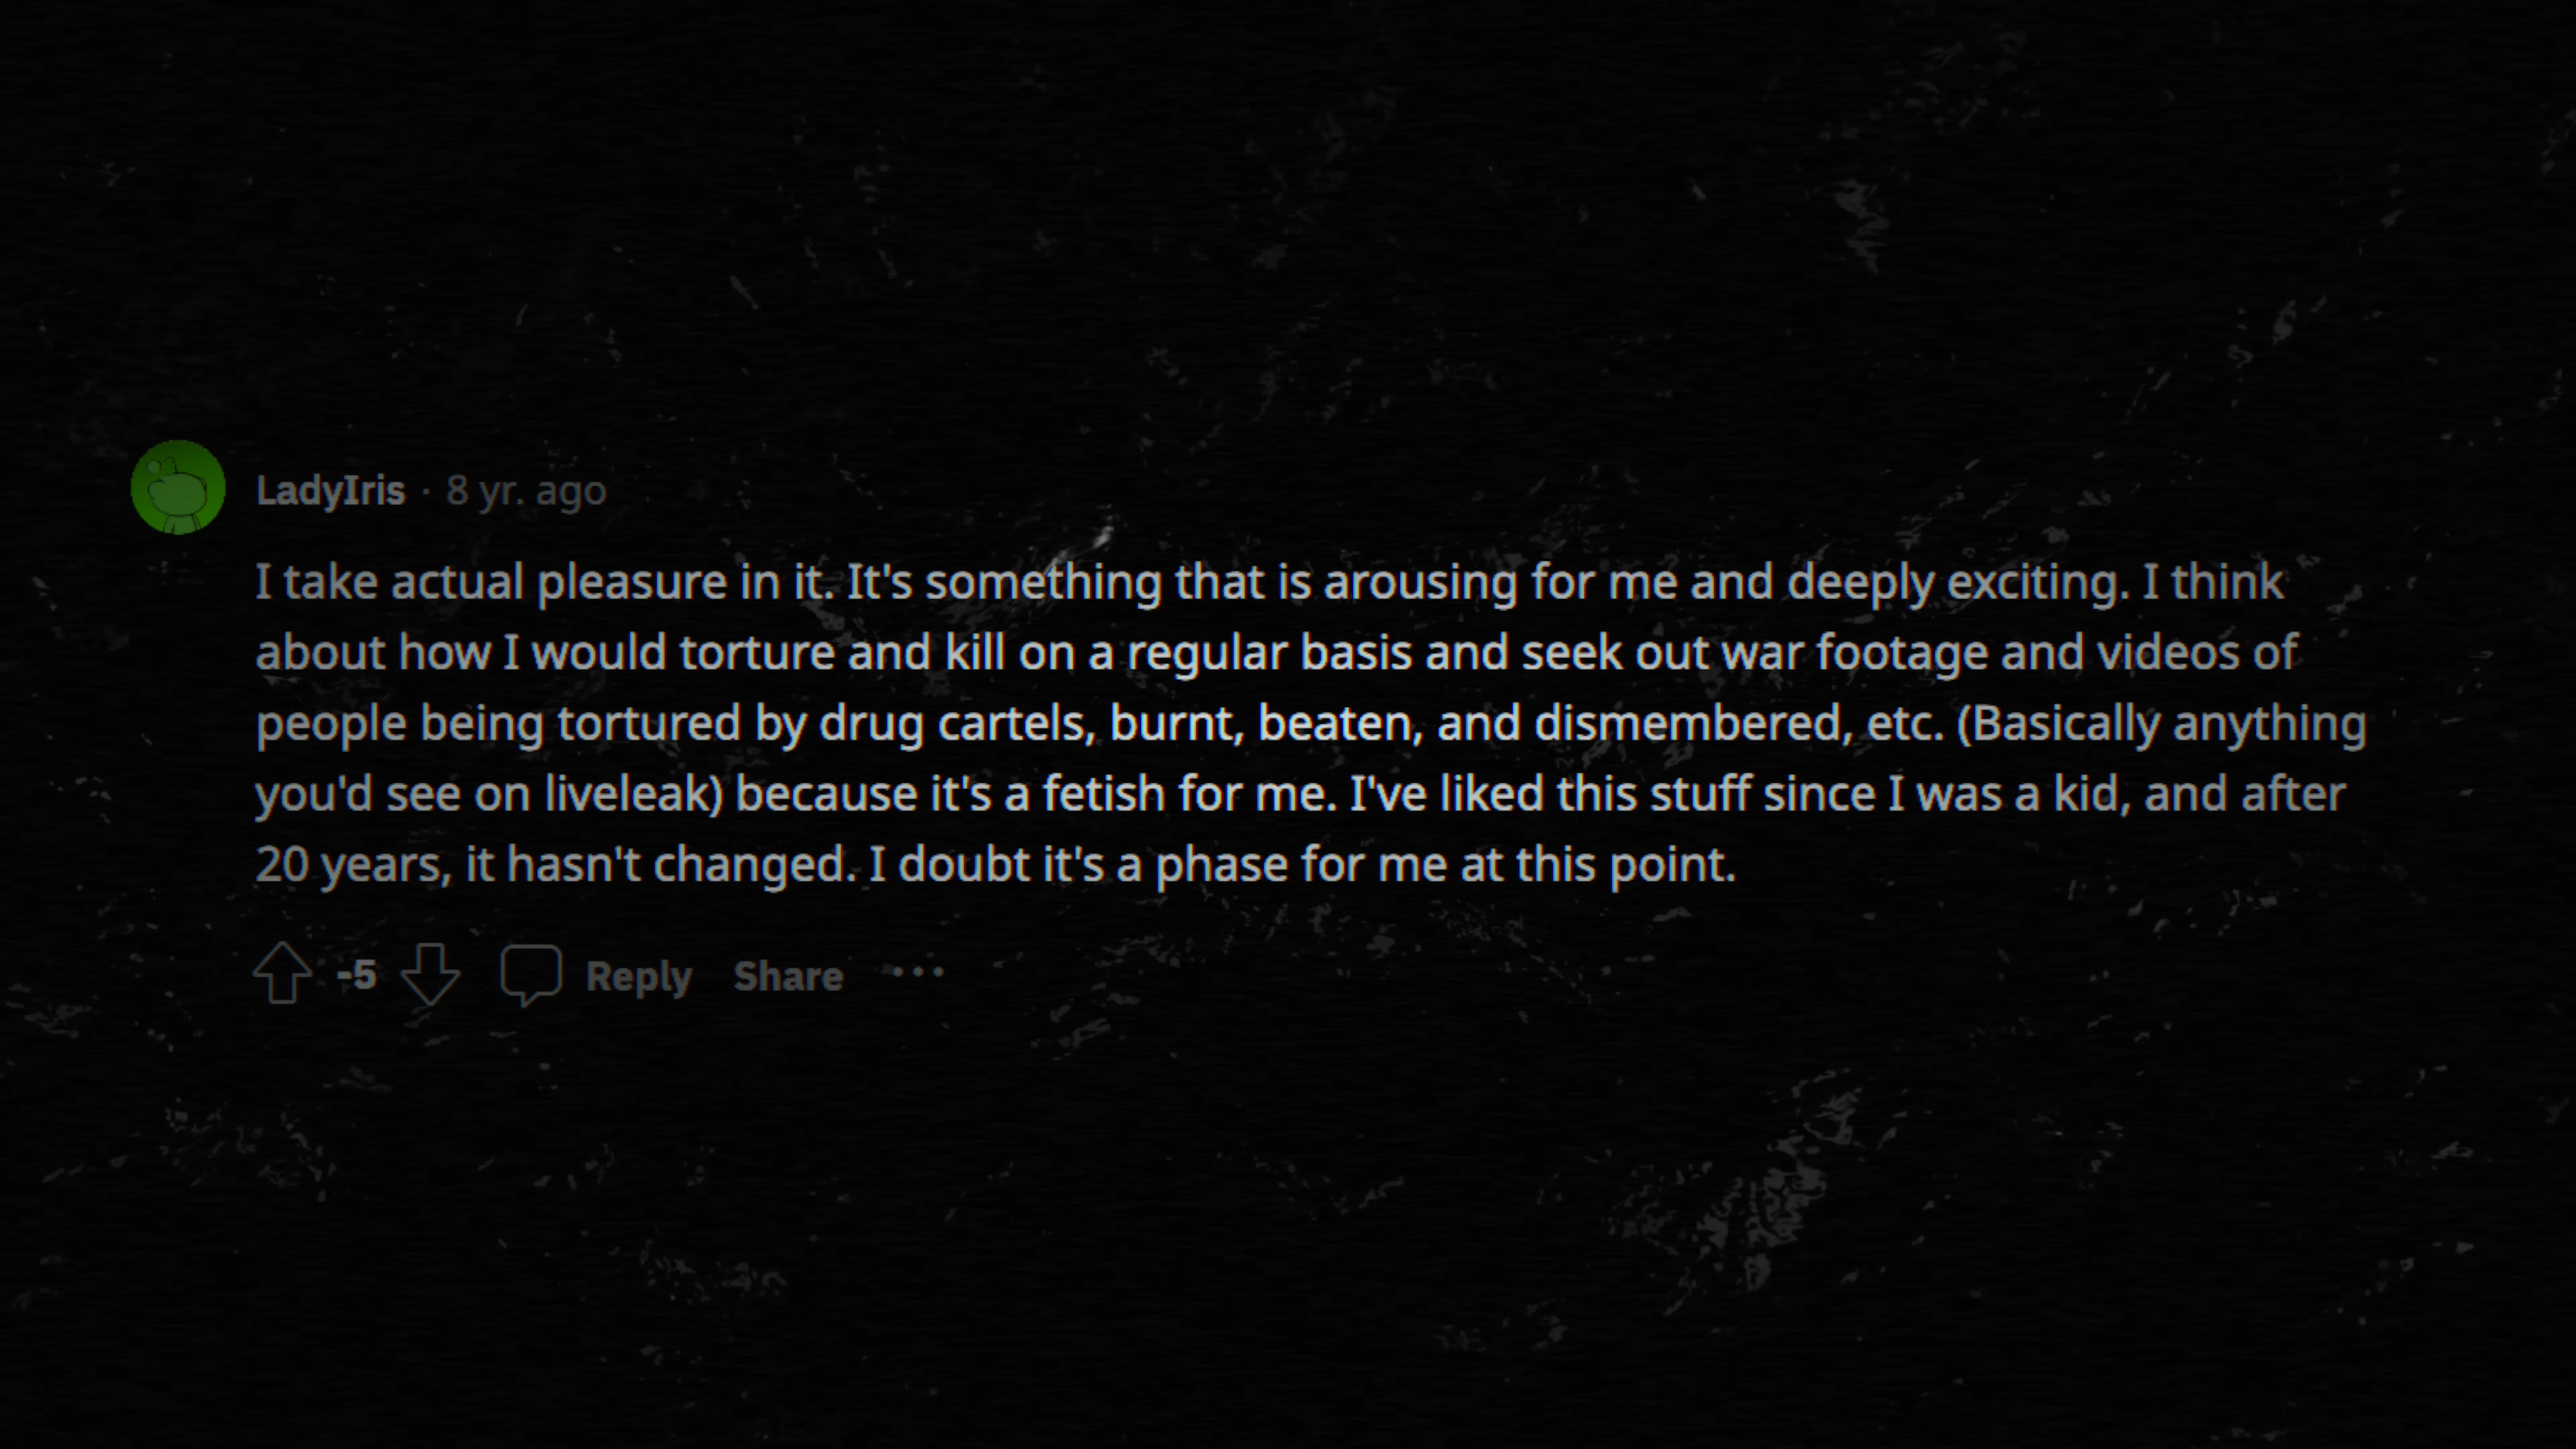 LadyIris · 8 yr. ago
I take actual pleasure in it. It's something that is arousing for me and deeply exciting. I think
about how I would torture and kill on a regular basis and seek out war footage and videos of
people being tortured by drug cartels, burnt, beaten, and dismembered, etc. (Basically anything
you'd see on liveleak) because it's a fetish for me. I've liked this stuff since I was a kid, and after
20 years, it hasn't changed. I doubt it's a phase for me at this point.
-5 Reply Share ...